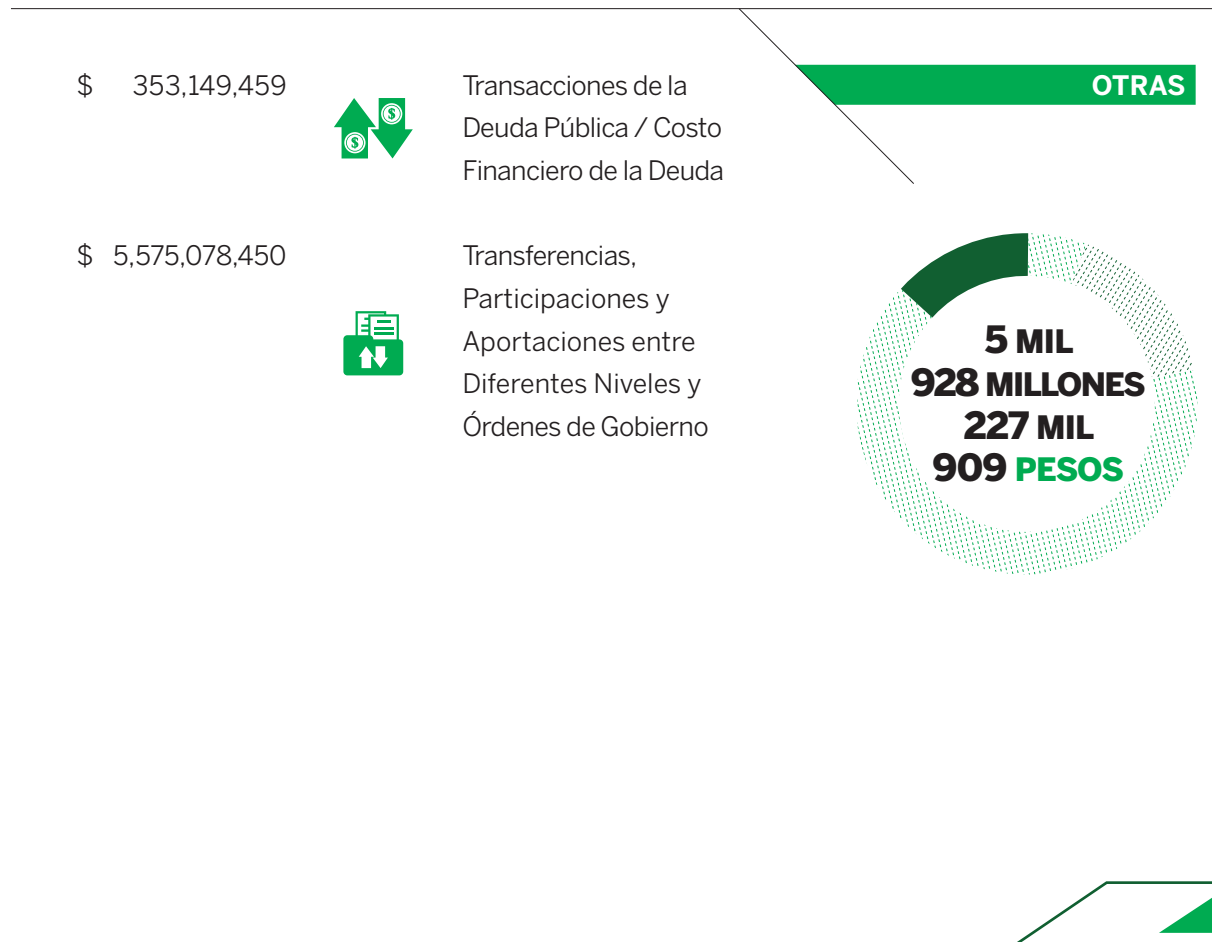 OTRAS
$ 353,149,459
Transacciones de la
Deuda Pública / Costo
Financiero de la Deuda
$ 5,575,078,450
Transferencias,
Participaciones y
Aportaciones entre
Diferentes Niveles y
Órdenes de Gobierno
5 MIL
928 MILLONES
227 MIL
909 PESOS